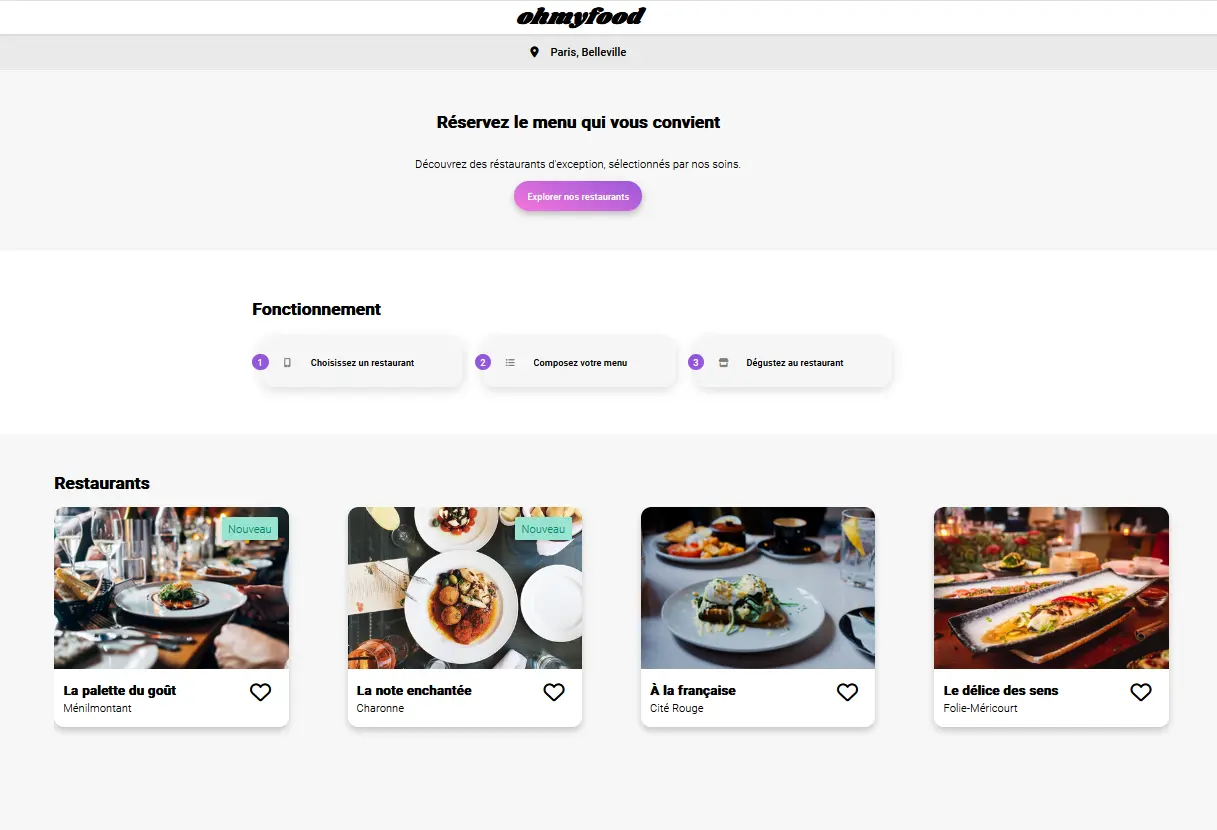 ohmyfood
Paris, Belleville
Réservez le menu qui vous convient
Découvrez des réstaurants d'exception, sélectionnés par nos soins.
Explorer nos restaurants
Fonctionnement
1 Choisissez un restaurant
2 Composez votre menu
3 Dégustez au restaurant
Restaurants
Nouveau
Nouveau
La palette du goût
Ménilmontant
La note enchantée
Charonne
À la française
Cité Rouge
Le délice des sens
Folie-Méricourt